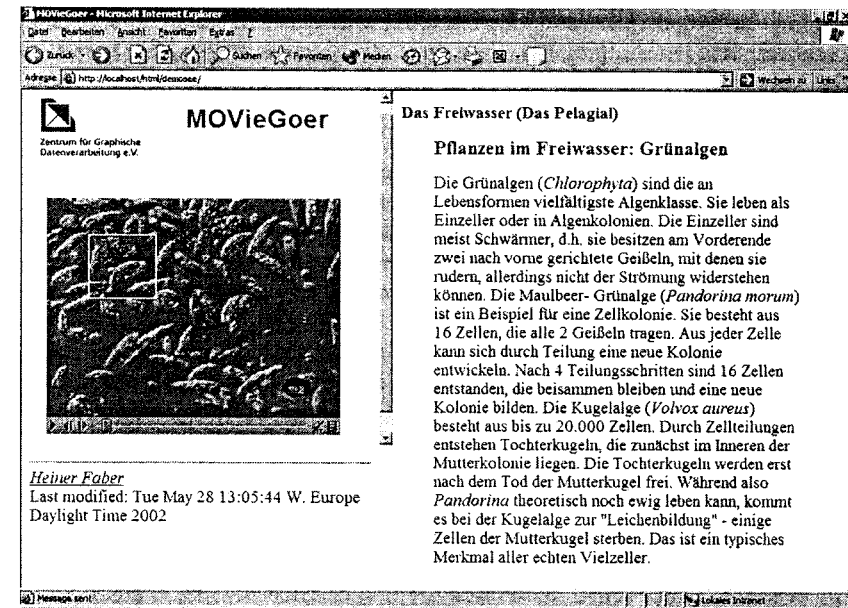 MOVieGoer - Microsoft Internet Explorer
Datei Bearbeiten Ansicht Favoriten Extras ?
Zurück Suchen Favoriten Medien
Adresse http://localhost/html/demosee/ Wechseln zu Links
Zentrum für Graphische
Datenverarbeitung e.V.
MOVieGoer
Heiner Faber
Last modified: Tue May 28 13:05:44 W. Europe
Daylight Time 2002
Das Freiwasser (Das Pelagial)
Pflanzen im Freiwasser: Grünalgen
Die Grünalgen (Chlorophyta) sind die an
Lebensformen vielfältigste Algenklasse. Sie leben als
Einzeller oder in Algenkolonien. Die Einzeller sind
meist Schwärmer, d.h. sie besitzen am Vorderende
zwei nach vorne gerichtete Geißeln, mit denen sie
rudern, allerdings nicht der Strömung widerstehen
können. Die Maulbeer- Grünalge (Pandorina morum)
ist ein Beispiel für eine Zellkolonie. Sie besteht aus
16 Zellen, die alle 2 Geißeln tragen. Aus jeder Zelle
kann sich durch Teilung eine neue Kolonie
entwickeln. Nach 4 Teilungsschritten sind 16 Zellen
entstanden, die beisammen bleiben und eine neue
Kolonie bilden. Die Kugelalge (Volvox aureus)
besteht aus bis zu 20.000 Zellen. Durch Zellteilungen
entstehen Tochterkugeln, die zunächst im Inneren der
Mutterkolonie liegen. Die Tochterkugeln werden erst
nach dem Tod der Mutterkugel frei. Während also
Pandorina theoretisch noch ewig leben kann, kommt
es bei der Kugelalge zur "Leichenbildung" - einige
Zellen der Mutterkugel sterben. Das ist ein typisches
Merkmal aller echten Vielzeller.
Message sent
Lokales Intranet